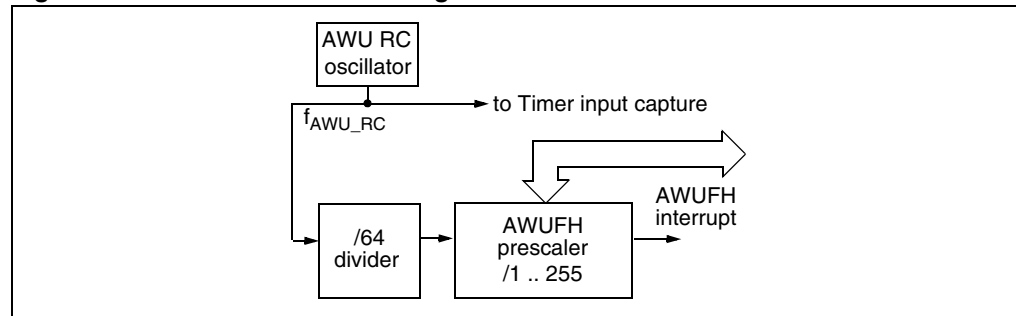 AWU RC
oscillator
to Timer input capture
fAWU_RC
AWUFH
interrupt
/64
divider
AWUFH
prescaler
/1 .. 255